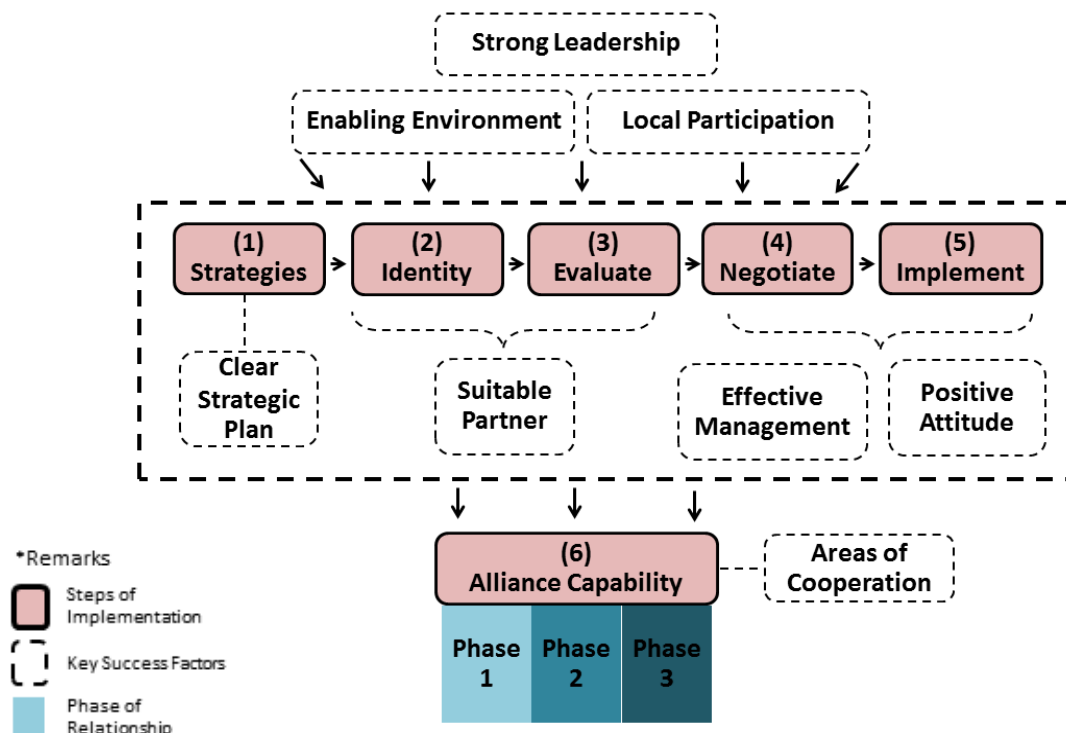 Strong Leadership
Enabling Environment
Local Participation
(1)
Strategies
(2)
Identity
(3)
Evaluate
(4)
Negotiate
(5)
Implement
Clear
Strategic
Plan
Suitable
Partner
Effective
Management
Positive
Attitude
(6)
Alliance Capability
Areas of
Cooperation
Phase
1
Phase
2
Phase
3
*Remarks
Steps of
Implementation
Key Success Factors
Phase of
Relationship